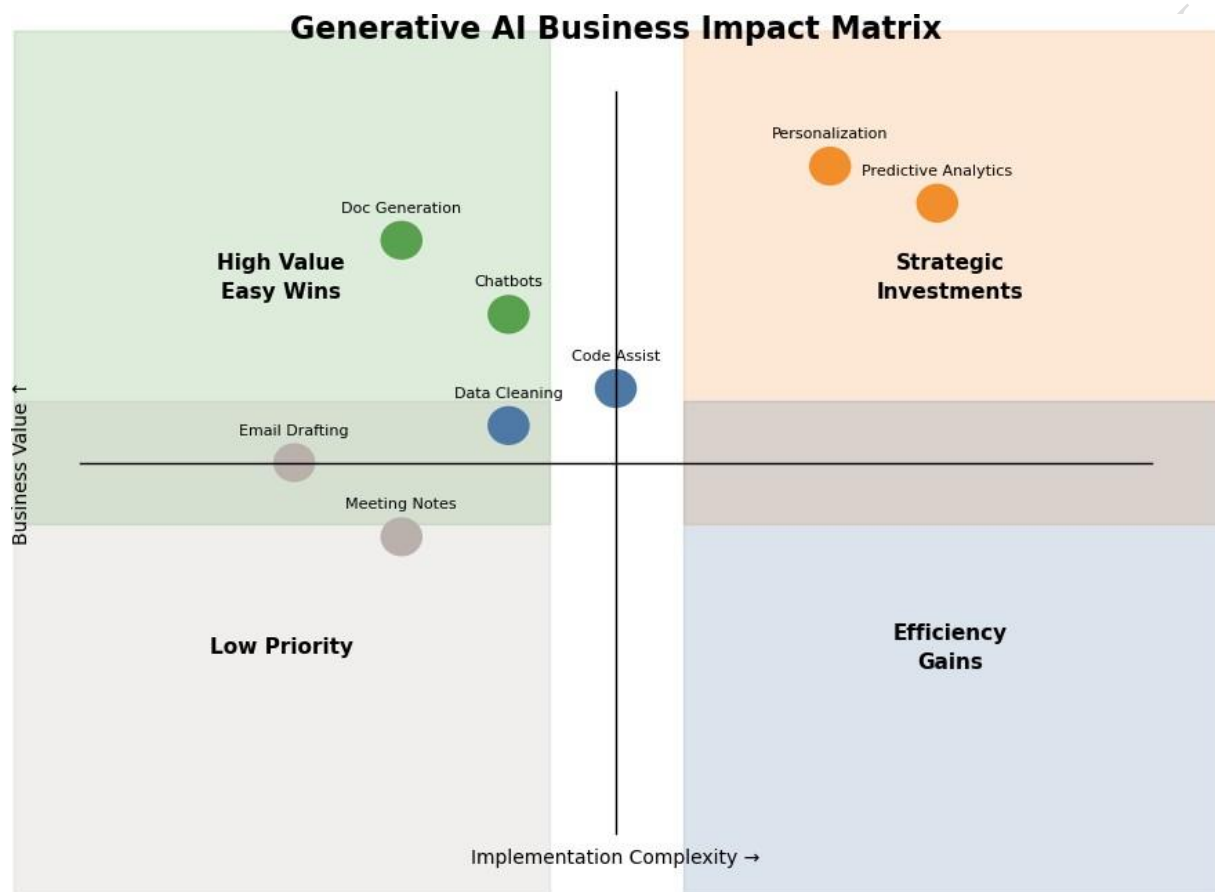 Generative AI Business Impact Matrix
Personalization
Predictive Analytics
Doc Generation
High Value
Easy Wins
Strategic
Investments
Chatbots
Code Assist
Data Cleaning
Business Value ↑
Email Drafting
Meeting Notes
Low Priority
Efficiency
Gains
Implementation Complexity →